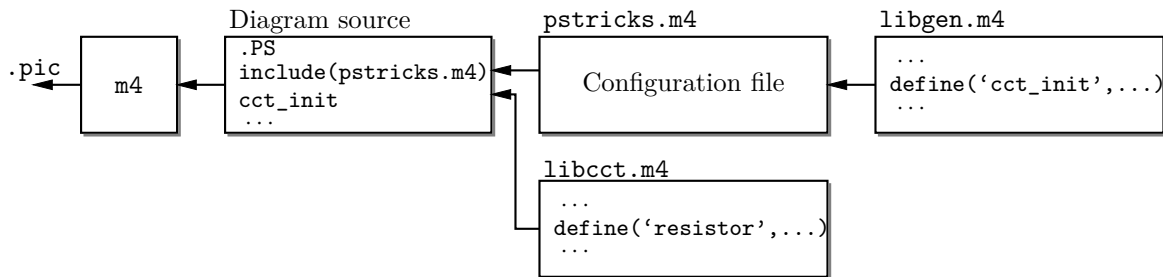 .pic
m4
Diagram source
.PS
include(pstricks.m4)
cct_init
...
pstricks.m4
Configuration file
libgen.m4
...
define(‘cct_init’,...)
...
libcct.m4
...
define(‘resistor’,...)
...